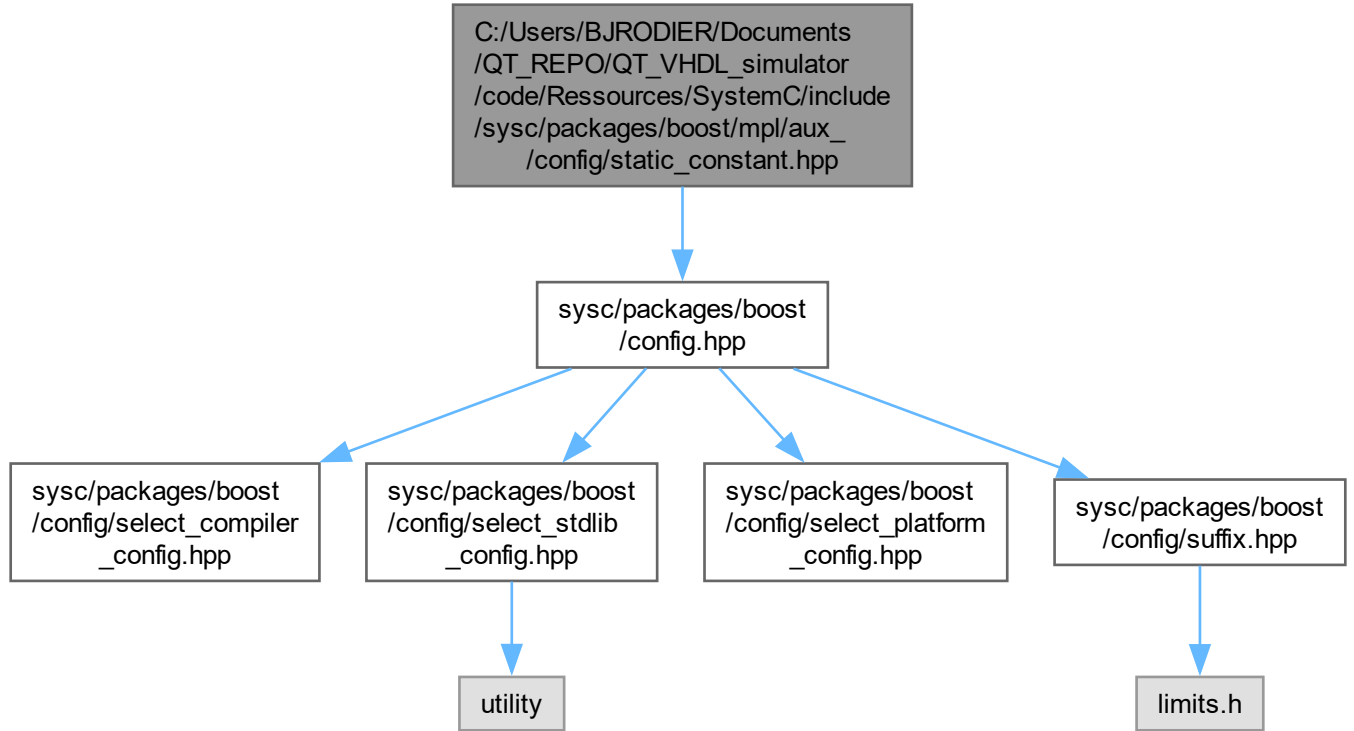 C:/Users/BJRODIER/Documents
/QT_REPO/QT_VHDL_simulator
/code/Ressources/SystemC/include
/sysc/packages/boost/mpl/aux_
/config/static_constant.hpp
sysc/packages/boost
/config.hpp
sysc/packages/boost
/config/select_compiler
_config.hpp
sysc/packages/boost
/config/select_stdlib
_config.hpp
sysc/packages/boost
/config/select_platform
_config.hpp
sysc/packages/boost
/config/suffix.hpp
utility
limits.h